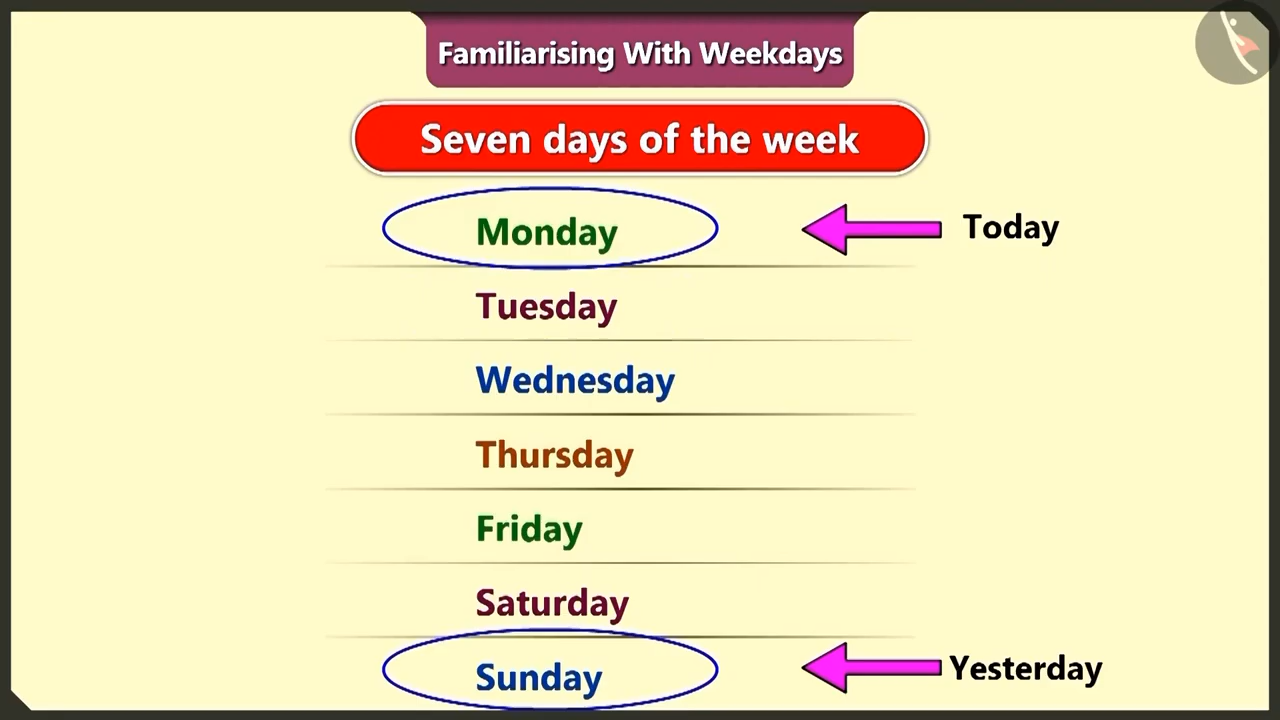 Familiarising With Weekdays
Seven days of the week
Monday
Today
Tuesday
Wednesday
Thursday
Friday
Saturday
Sunday
Yesterday